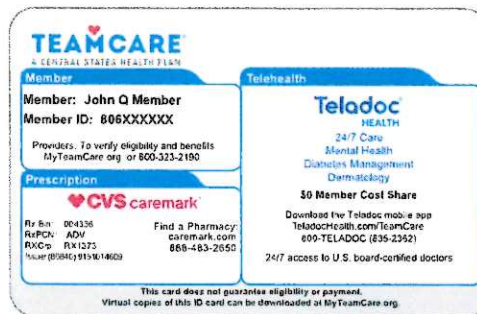 TEAMCARE
A CENTRAL STATES HEALTH PLAN
Member
Member: John Q Member
Member ID: 806XXXXXX
Providers: To verify eligibility and benefits
MyTeamCare.org or 800-323-2190
Prescription
CVS caremark
Rx Bin: 004336
RxPCN: ADV
RXGrp: RX1273
Issuer (80840) 9151014609
Find a Pharmacy:
caremark.com
888-483-2650
Telehealth
Teladoc
HEALTH
24/7 Care
Mental Health
Diabetes Management
Dermatology
$0 Member Cost Share
Download the Teladoc mobile app
TeladocHealth.com/TeamCare
800-TELADOC (835-2362)
24/7 access to U.S. board-certified doctors
This card does not guarantee eligibility or payment.
Virtual copies of this ID card can be downloaded at MyTeamCare.org.